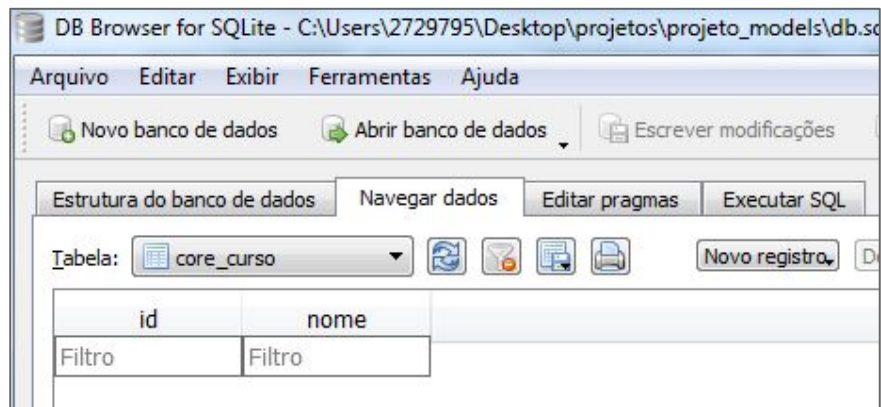 DB Browser for SQLite - C:\Users\2729795\Desktop\projetos\projeto_models\db.sq
Arquivo Editar Exibir Ferramentas Ajuda
Novo banco de dados Abrir banco de dados Escrever modificações
Estrutura do banco de dados Navegar dados Editar pragmas Executar SQL
Tabela: core_curso Novo registro
id nome
Filtro Filtro